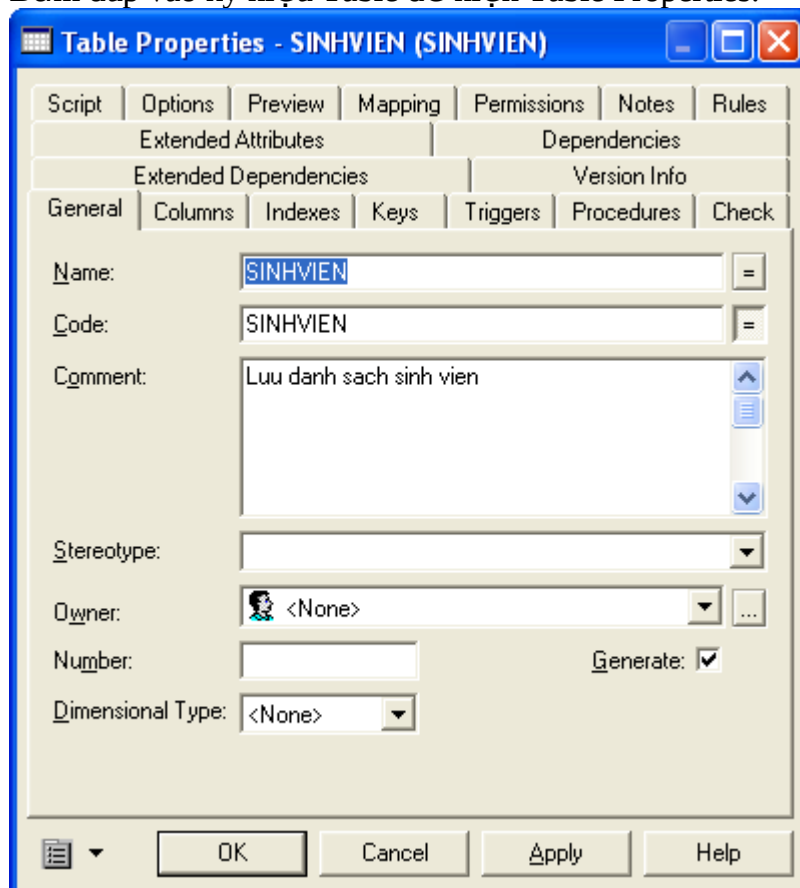 Table Properties - SINHVIEN (SINHVIEN)
Script Options Preview Mapping Permissions Notes Rules
Extended Attributes Dependencies
Extended Dependencies Version Info
General Columns Indexes Keys Triggers Procedures Check
Name: SINHVIEN =
Code: SINHVIEN =
Comment: Luu danh sach sinh vien
Stereotype:
Owner: <None> ...
Number: Generate:
Dimensional Type: <None>
OK Cancel Apply Help